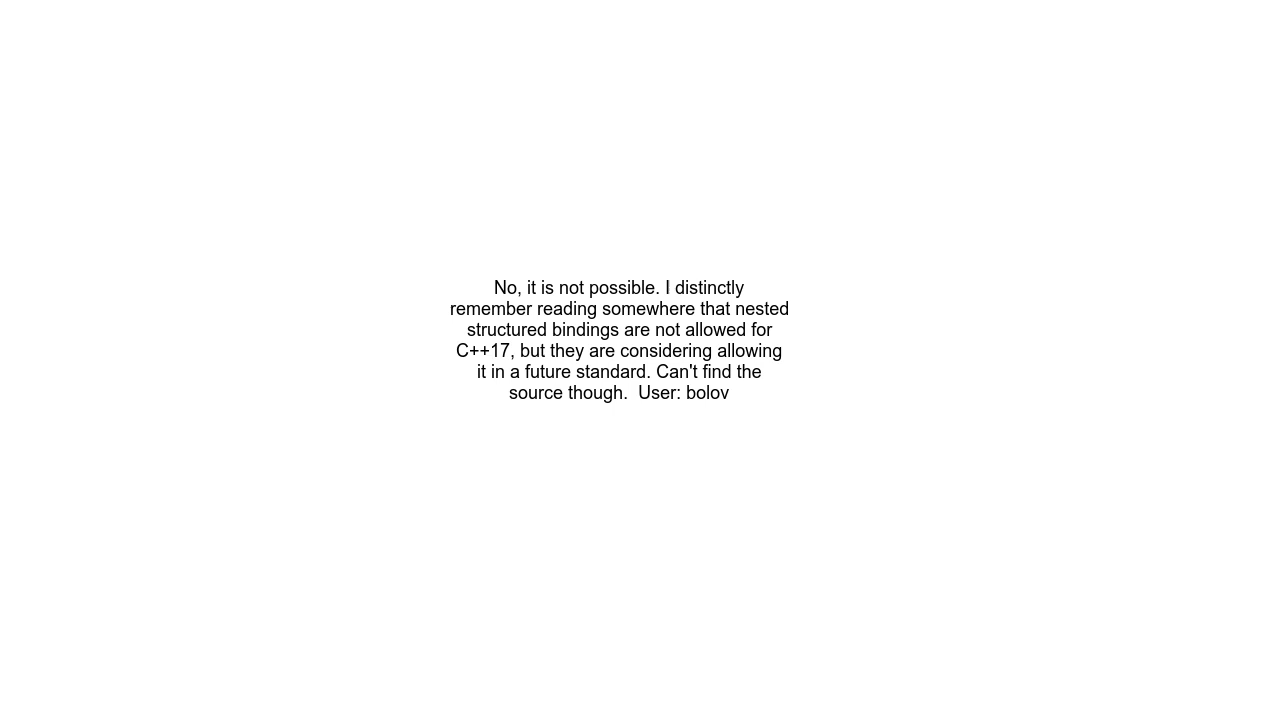 No, it is not possible. I distinctly
remember reading somewhere that nested
structured bindings are not allowed for
C++17, but they are considering allowing
it in a future standard. Can't find the
source though.  User: bolov